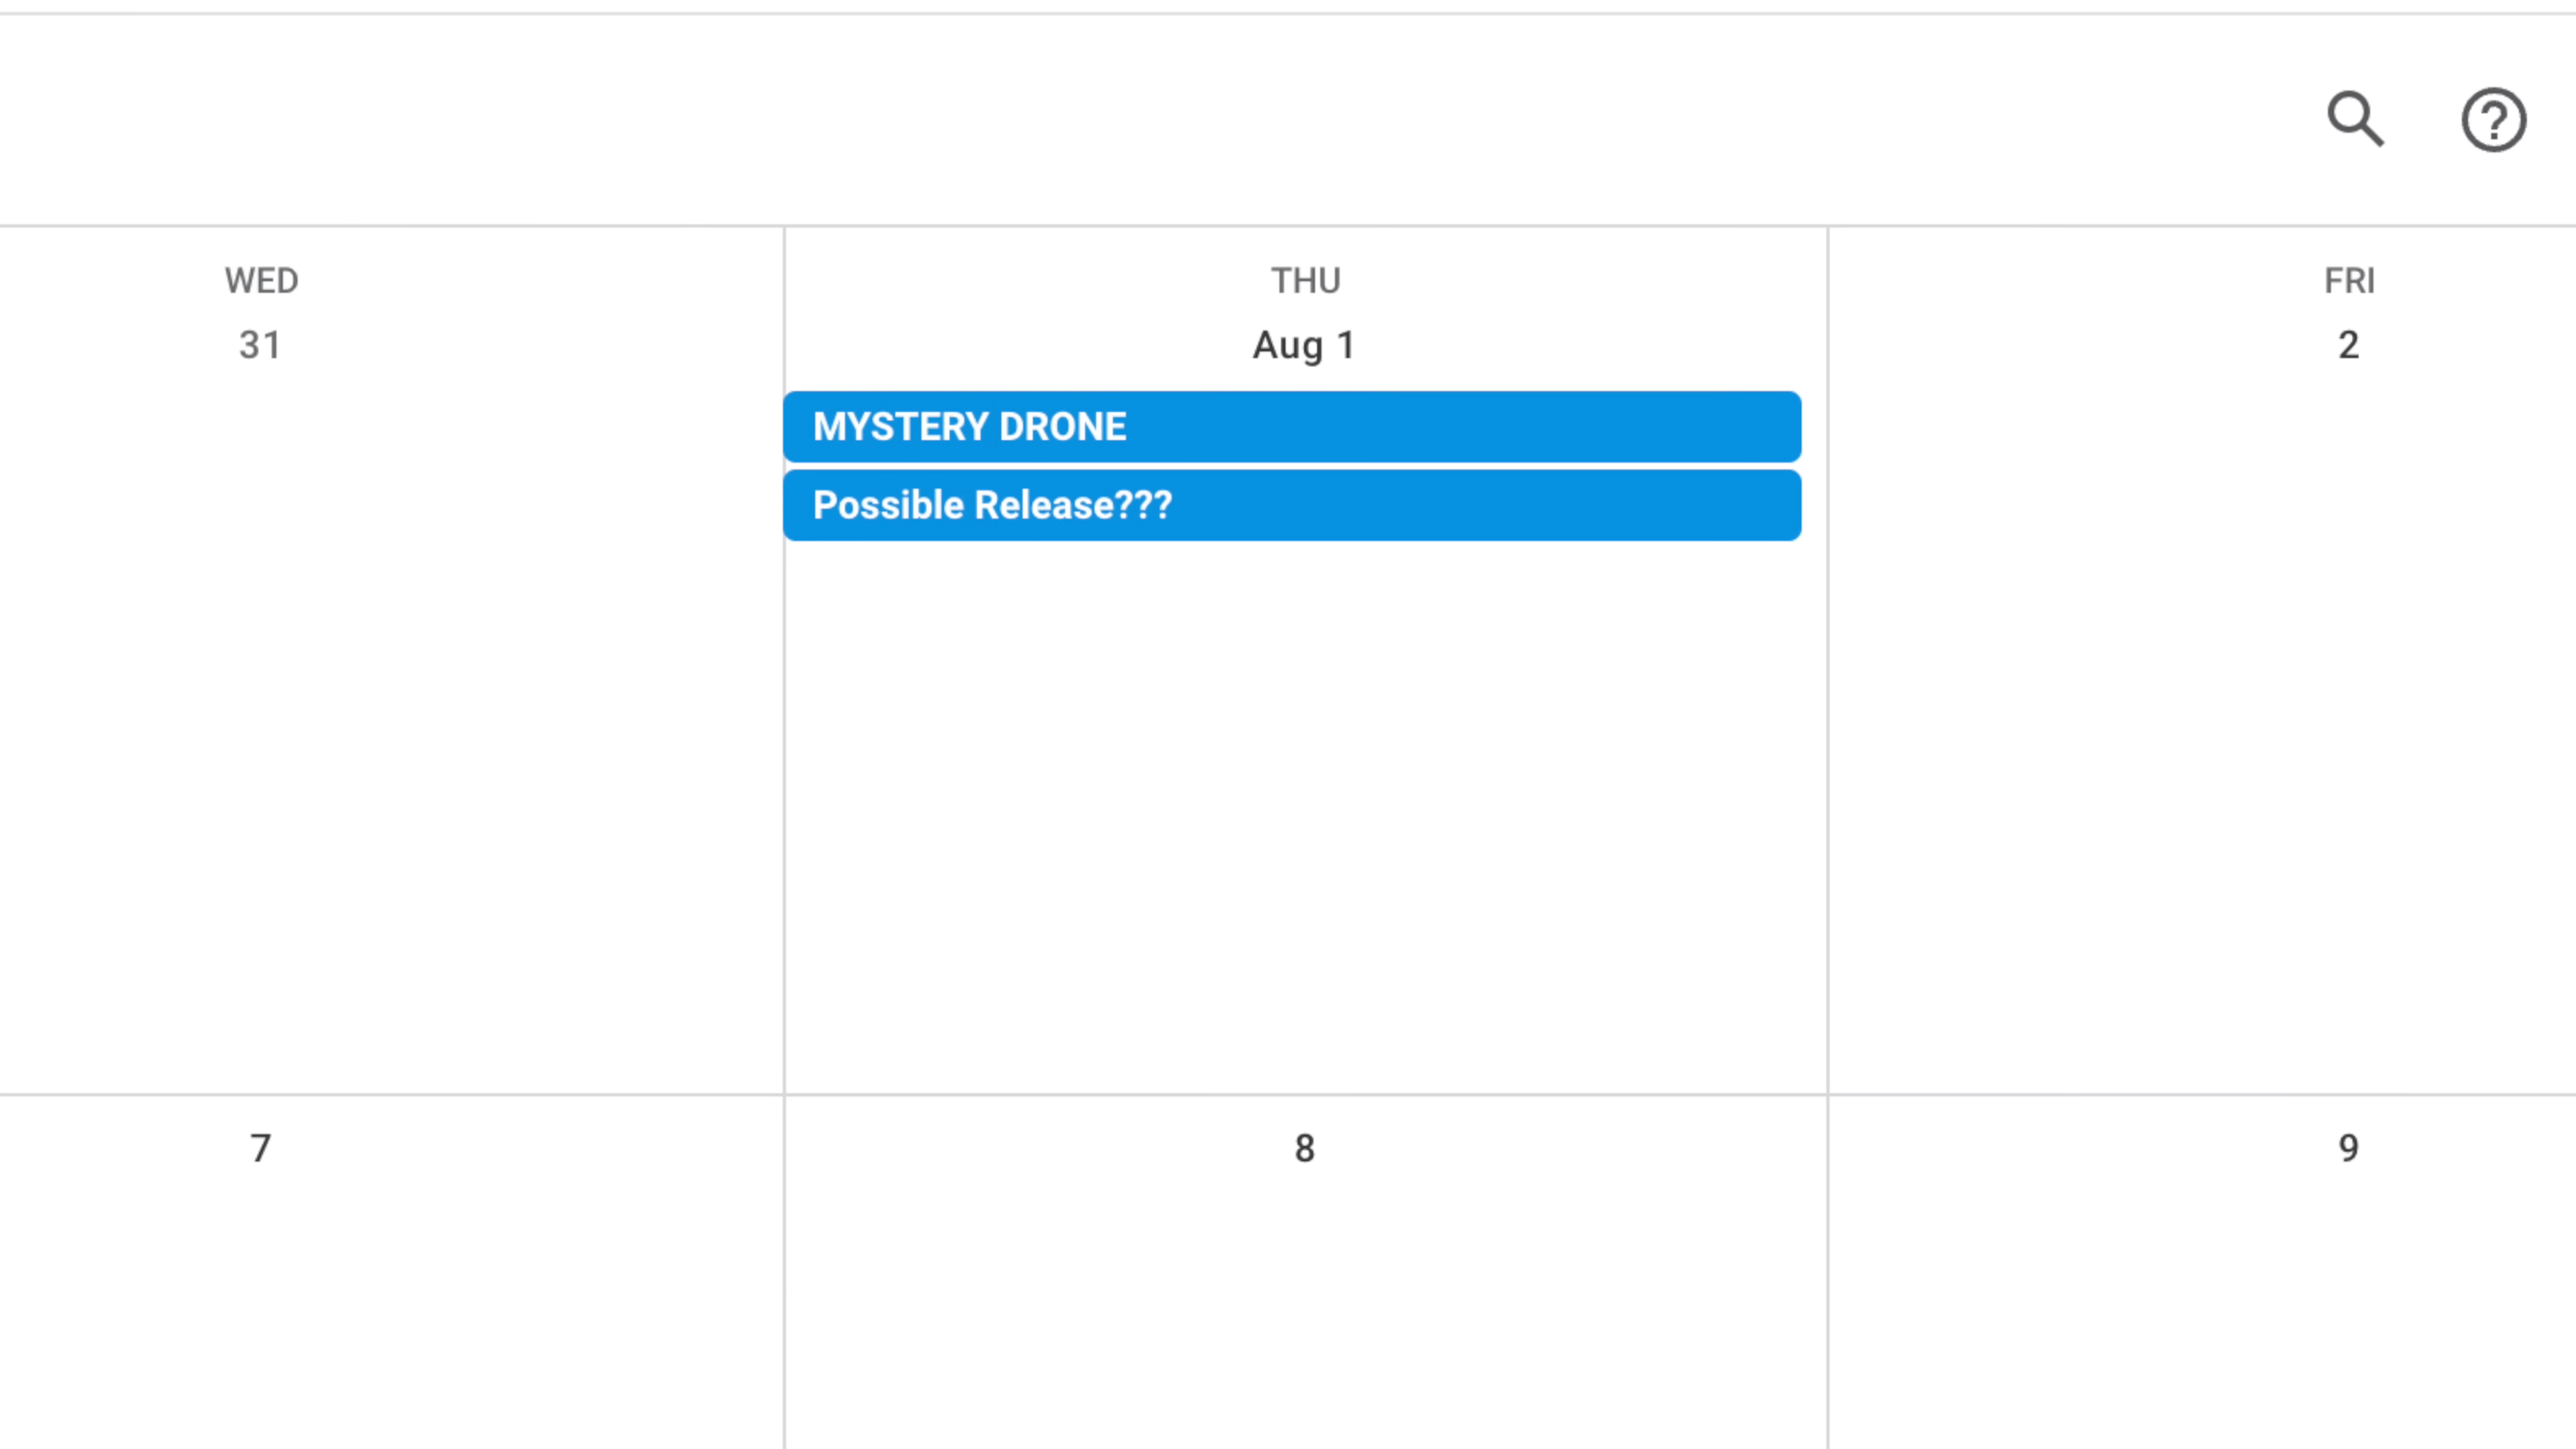 WED
THU
FRI
31
Aug 1
2
MYSTERY DRONE
Possible Release???
7
8
9